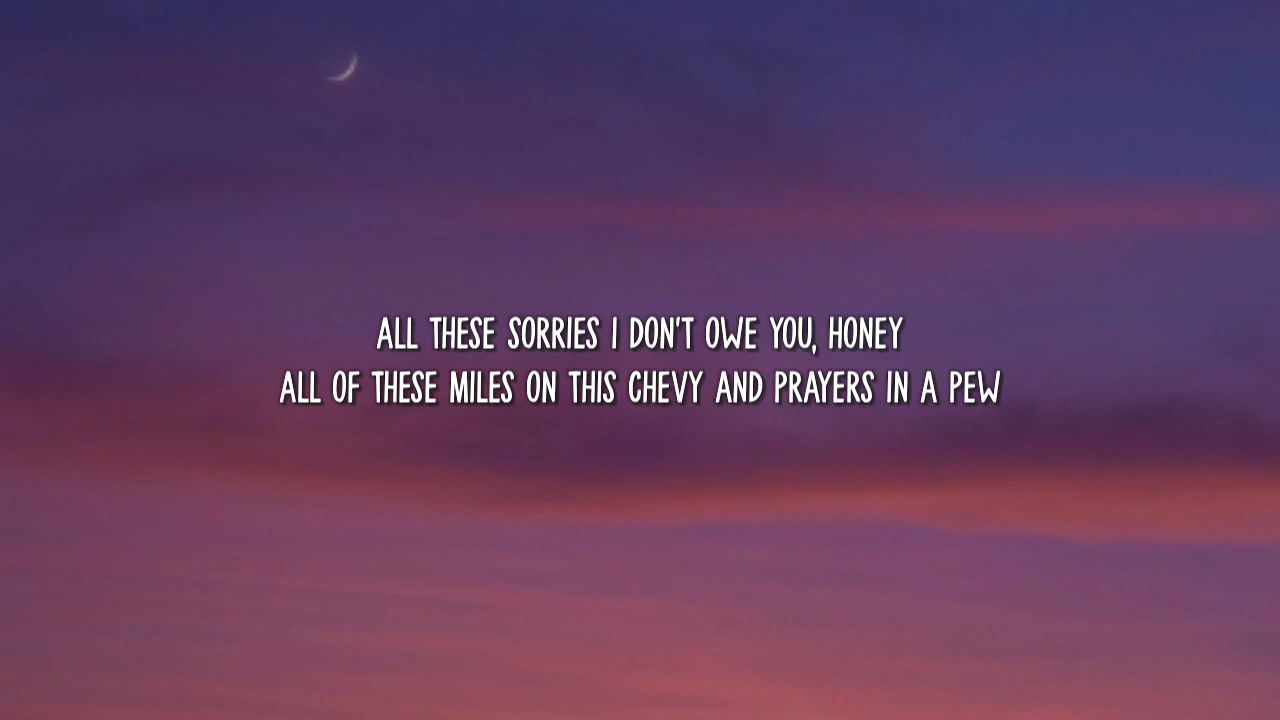 ALL THESE SORRIES I DON'T OWE YOU, HONEY
ALL OF THESE MILES ON THIS CHEVY AND PRAYERS IN A PEW